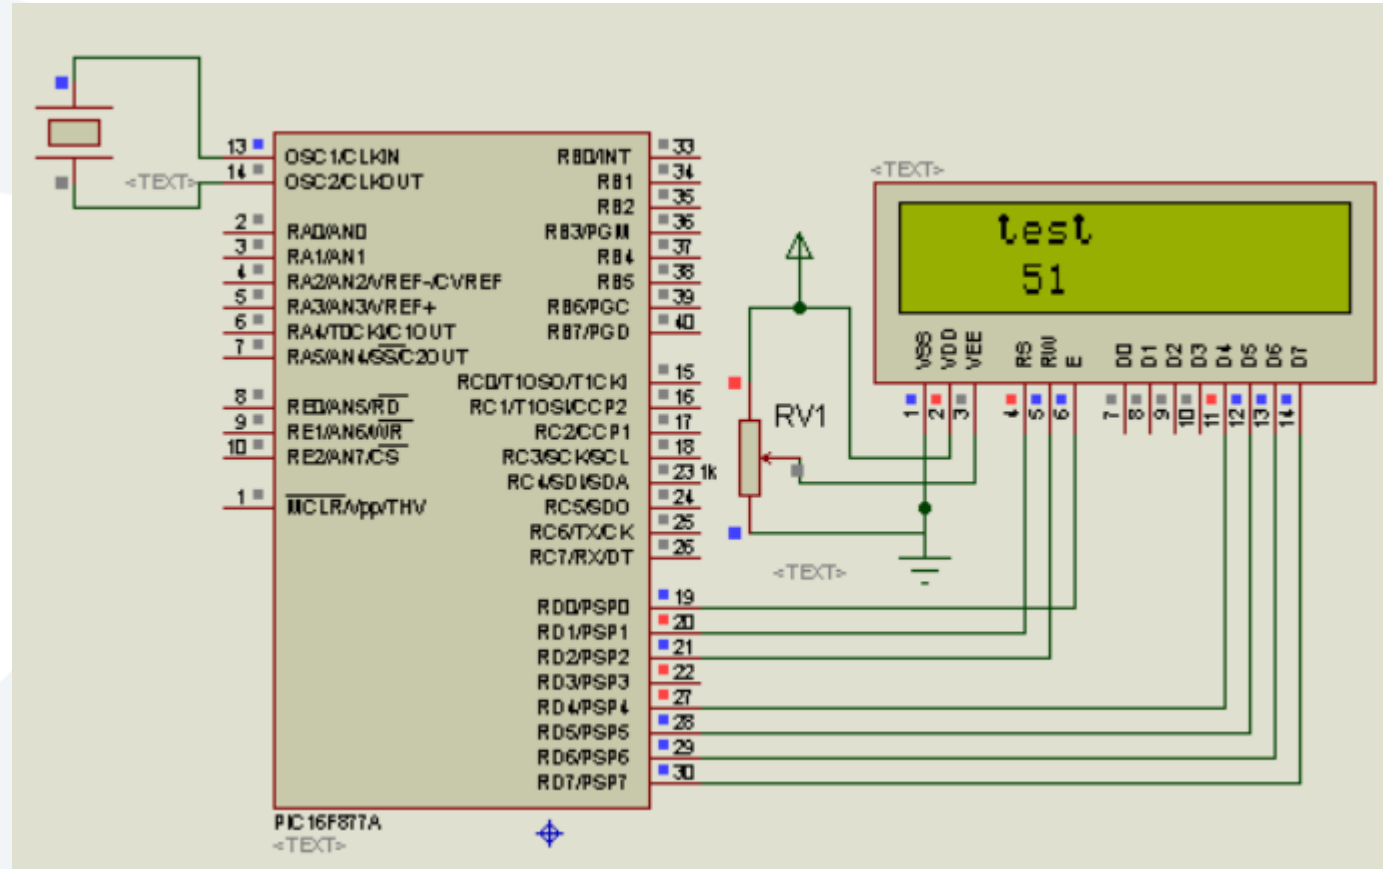 13 OSC1/CLKIN
14 OSC2/CLKOUT
2 RA0/AN0
3 RA1/AN1
4 RA2/AN2/VREF-/CVREF
5 RA3/AN3/VREF+
6 RA4/T0CKI/C1OUT
7 RA5/AN4/SS/C2OUT
8 RE0/AN5/RD
9 RE1/AN6/WR
10 RE2/AN7/CS
1 MCLR/Vpp/THV
RB0/INT 33
RB1 34
RB2 35
RB3/PGM 36
RB4 37
RB5 38
RB6/PGC 39
RB7/PGD 40
RC0/T1OSO/T1CKI 15
RC1/T1OSI/CCP2 16
RC2/CCP1 17
RC3/SCK/SCL 18
RC4/SDI/SDA 23
RC5/SDO 24
RC6/TX/CK 25
RC7/RX/DT 26
RD0/PSP0 19
RD1/PSP1 20
RD2/PSP2 21
RD3/PSP3 22
RD4/PSP4 27
RD5/PSP5 28
RD6/PSP6 29
RD7/PSP7 30
PIC16F877A
<TEXT>
<TEXT>
RV1
1k
<TEXT>
<TEXT>
test
51
VSS VDD VEE RS RW E D0 D1 D2 D3 D4 D5 D6 D7
1 2 3 4 5 6 7 8 9 10 11 12 13 14